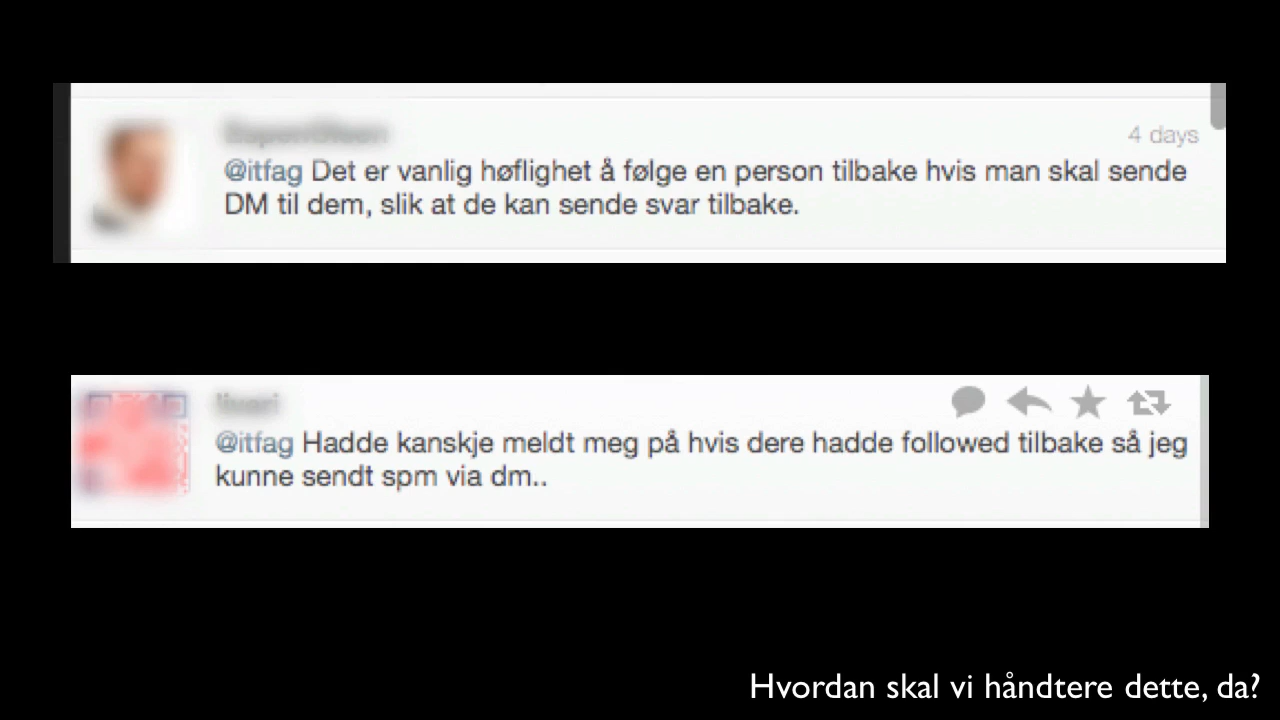 4 days
@itfag Det er vanlig høflighet å følge en person tilbake hvis man skal sende
DM til dem, slik at de kan sende svar tilbake.
@itfag Hadde kanskje meldt meg på hvis dere hadde followed tilbake så jeg
kunne sendt spm via dm..
Hvordan skal vi håndtere dette, da?